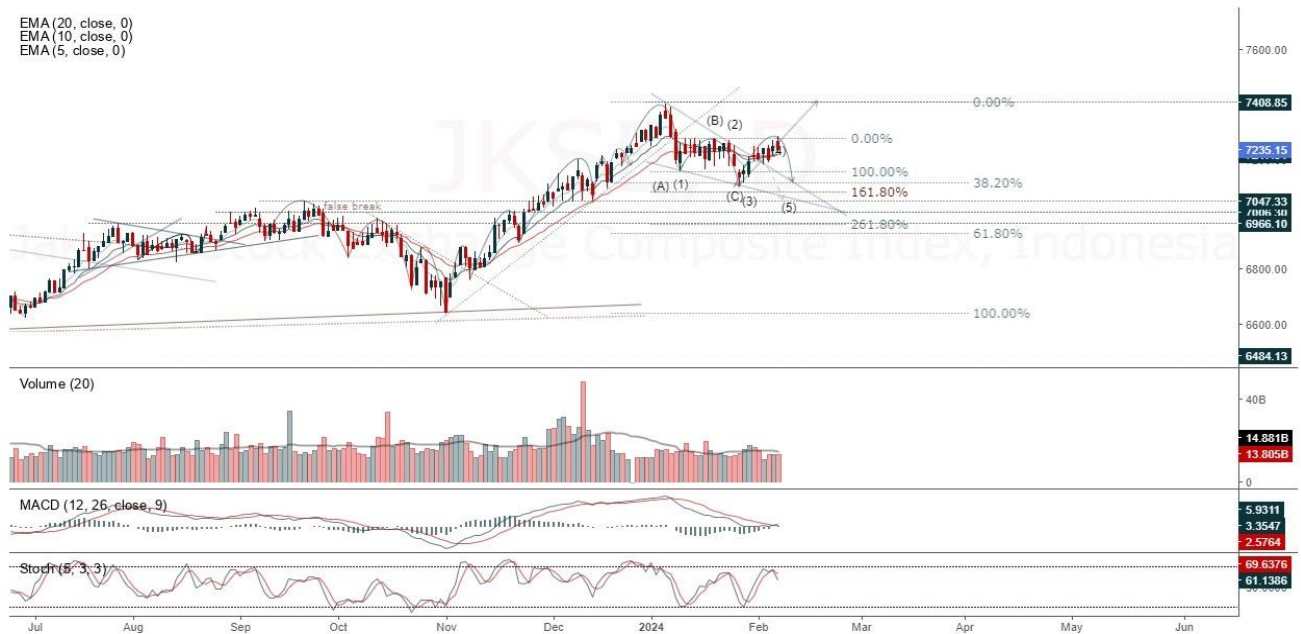 EMA (20, close, 0)
EMA (10, close, 0)
EMA (5, close, 0)
7600.00
7408.85
0.00%
(B)
(2)
0.00%
7235.15
100.00%
38.20%
(A)
(1)
161.80%
(C)
(3)
(5)
7047.33
7006.30
6966.10
false break
261.80%
61.80%
Stock Exchange Composite Index, Indonesia
6800.00
100.00%
6600.00
6484.13
Volume (20)
40B
14.881B
13.805B
0
MACD (12, 26, close, 9)
5.9311
3.3547
2.5764
Stoch (5, 3, 3)
69.6376
61.1386
Jul
Aug
Sep
Oct
Nov
Dec
2024
Feb
Mar
Apr
May
Jun